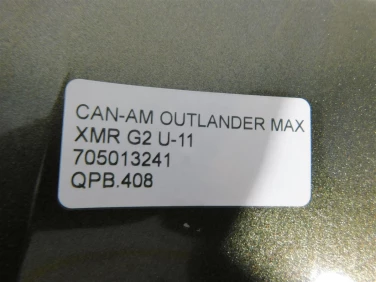 CAN-AM OUTLANDER MAX
XMR G2 U-11
705013241
QPB.408